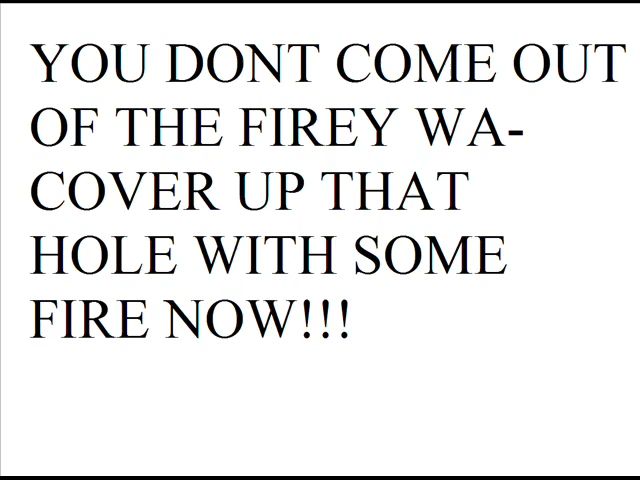 YOU DONT COME OUT
OF THE FIREY WA-
COVER UP THAT
HOLE WITH SOME
FIRE NOW!!!